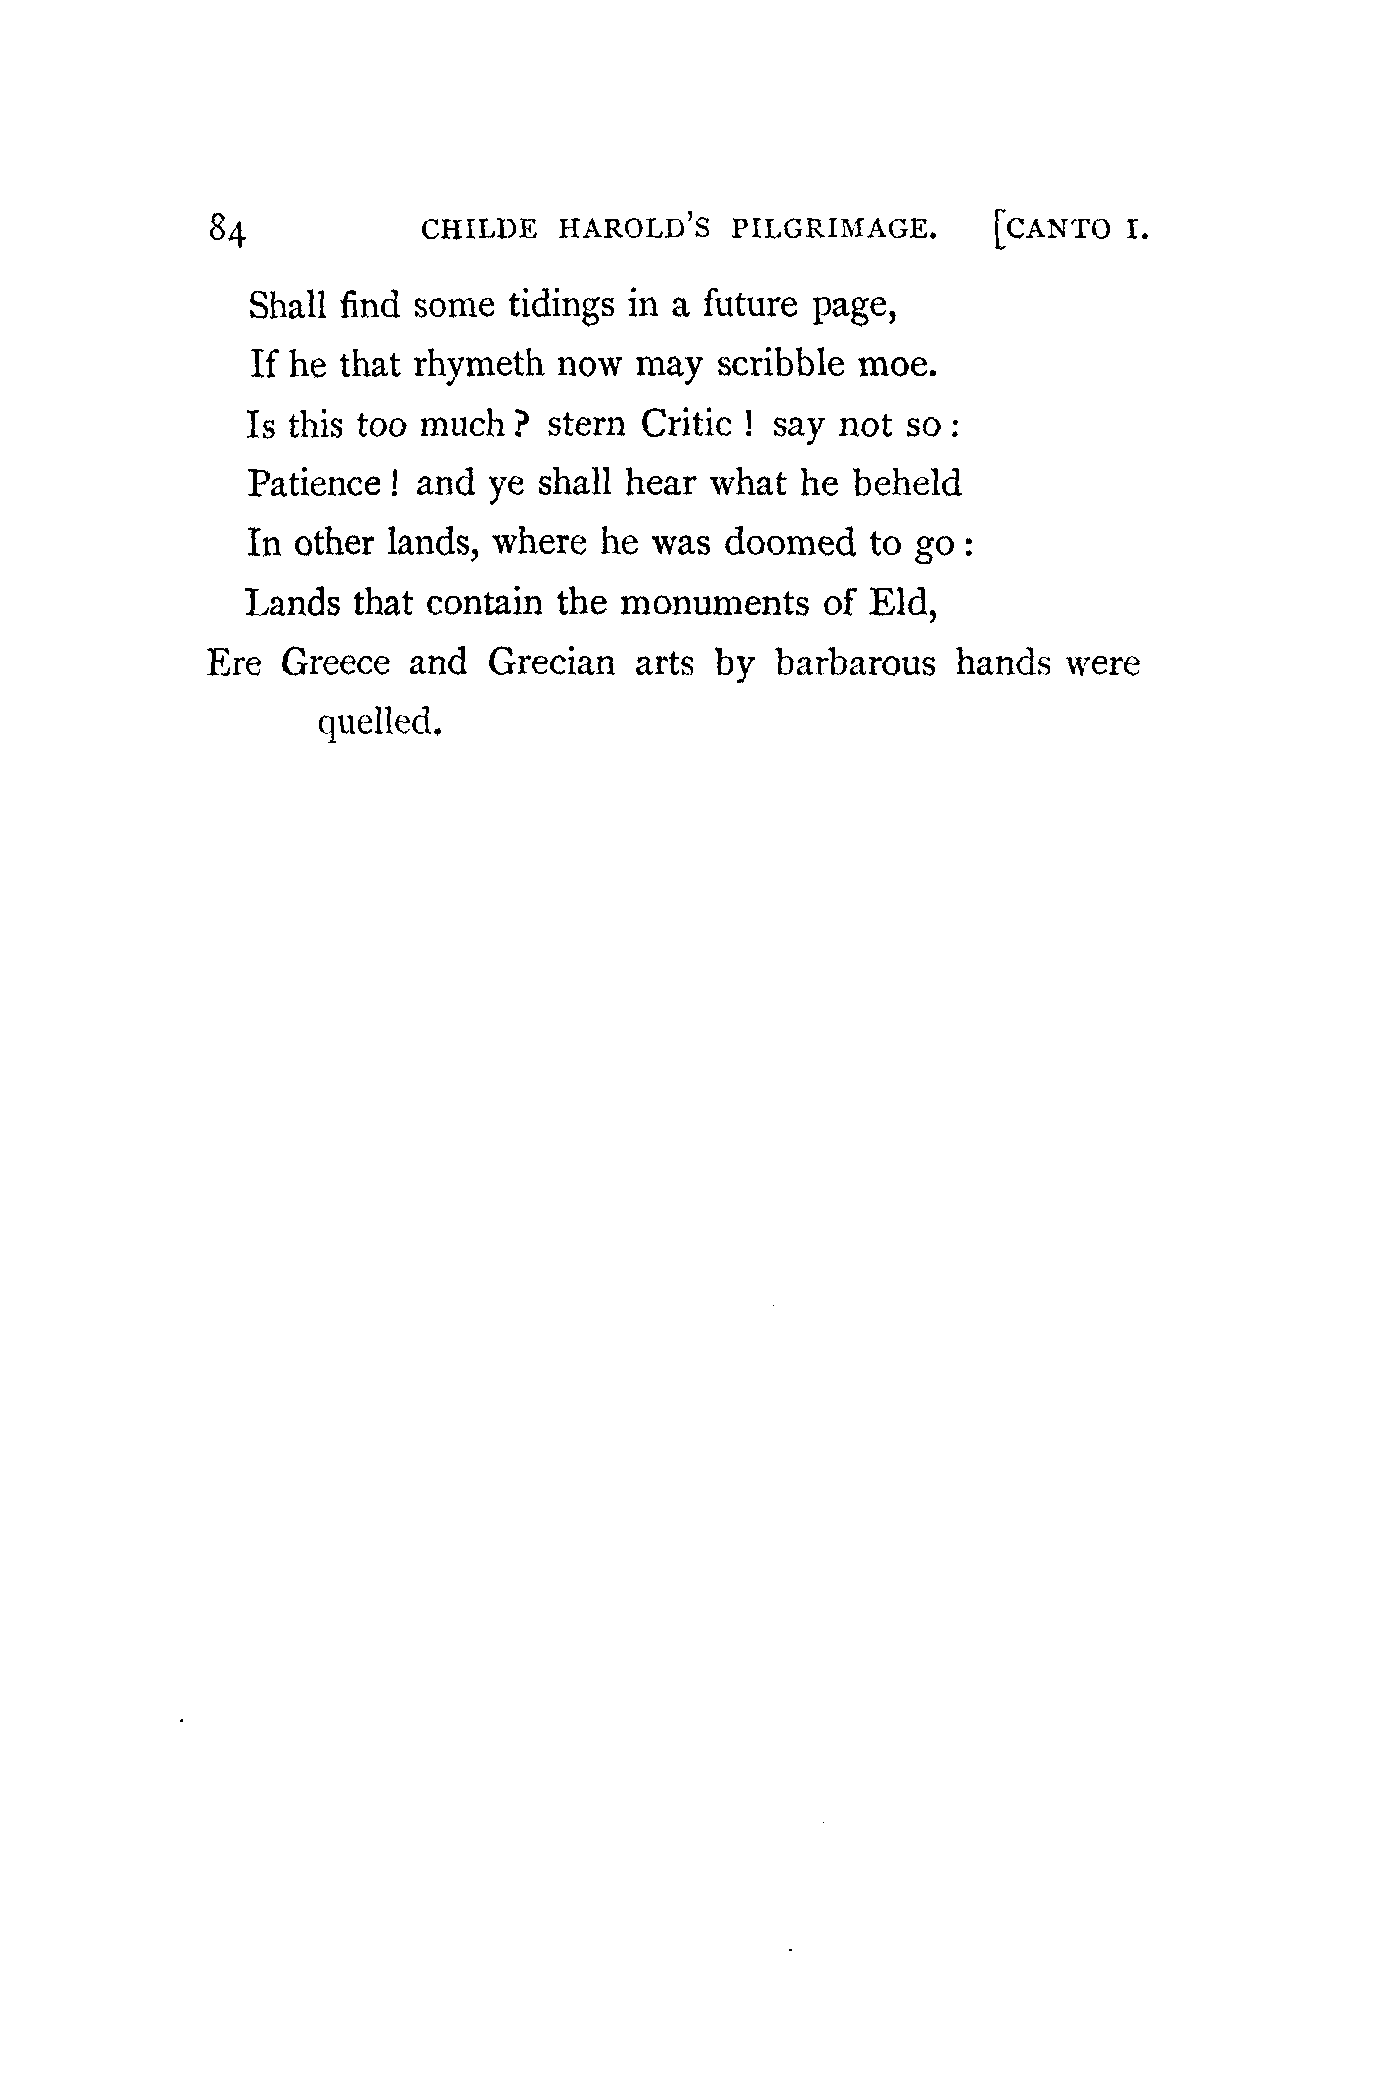 84 CHILDE HAROLD'S PILGRIMAGE. [CANTO I.
Shall find some tidings in a future page,
If he that rhymeth now may scribble moe.
Is this too much? stern Critic! say not so:
Patience! and ye shall hear what he beheld
In other lands, where he was doomed to go:
Lands that contain the monuments of Eld,
Ere Greece and Grecian arts by barbarous hands were
quelled.